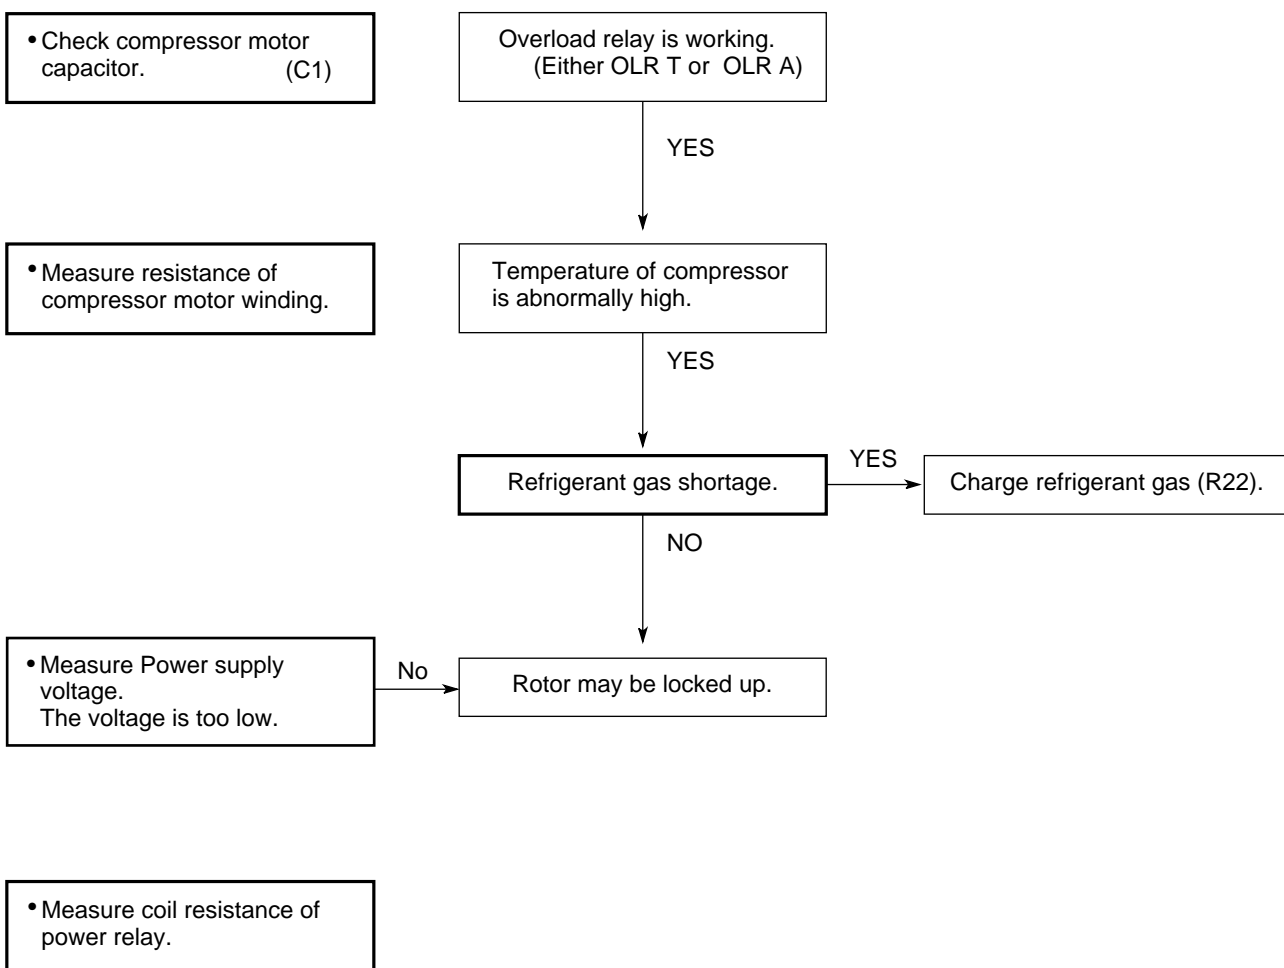 • Check compressor motor
capacitor. (C1)
Overload relay is working.
(Either OLR T or OLR A)
YES
• Measure resistance of
compressor motor winding.
Temperature of compressor
is abnormally high.
YES
Refrigerant gas shortage.
YES
Charge refrigerant gas (R22).
NO
• Measure Power supply
voltage.
The voltage is too low.
No
Rotor may be locked up.
• Measure coil resistance of
power relay.